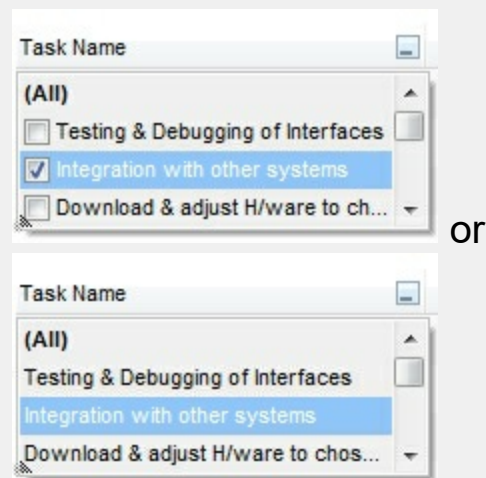 Task Name
(All)
Testing & Debugging of Interfaces
Integration with other systems
Download & adjust H/ware to ch...
or
Task Name
(All)
Testing & Debugging of Interfaces
Integration with other systems
Download & adjust H/ware to chos...